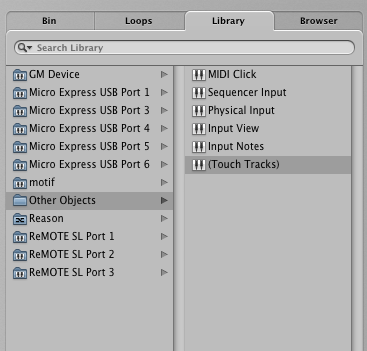 Bin Loops Library Browser
Search Library
GM Device
Micro Express USB Port 1
Micro Express USB Port 3
Micro Express USB Port 4
Micro Express USB Port 5
Micro Express USB Port 6
motif
Other Objects
Reason
ReMOTE SL Port 1
ReMOTE SL Port 2
ReMOTE SL Port 3
MIDI Click
Sequencer Input
Physical Input
Input View
Input Notes
(Touch Tracks)